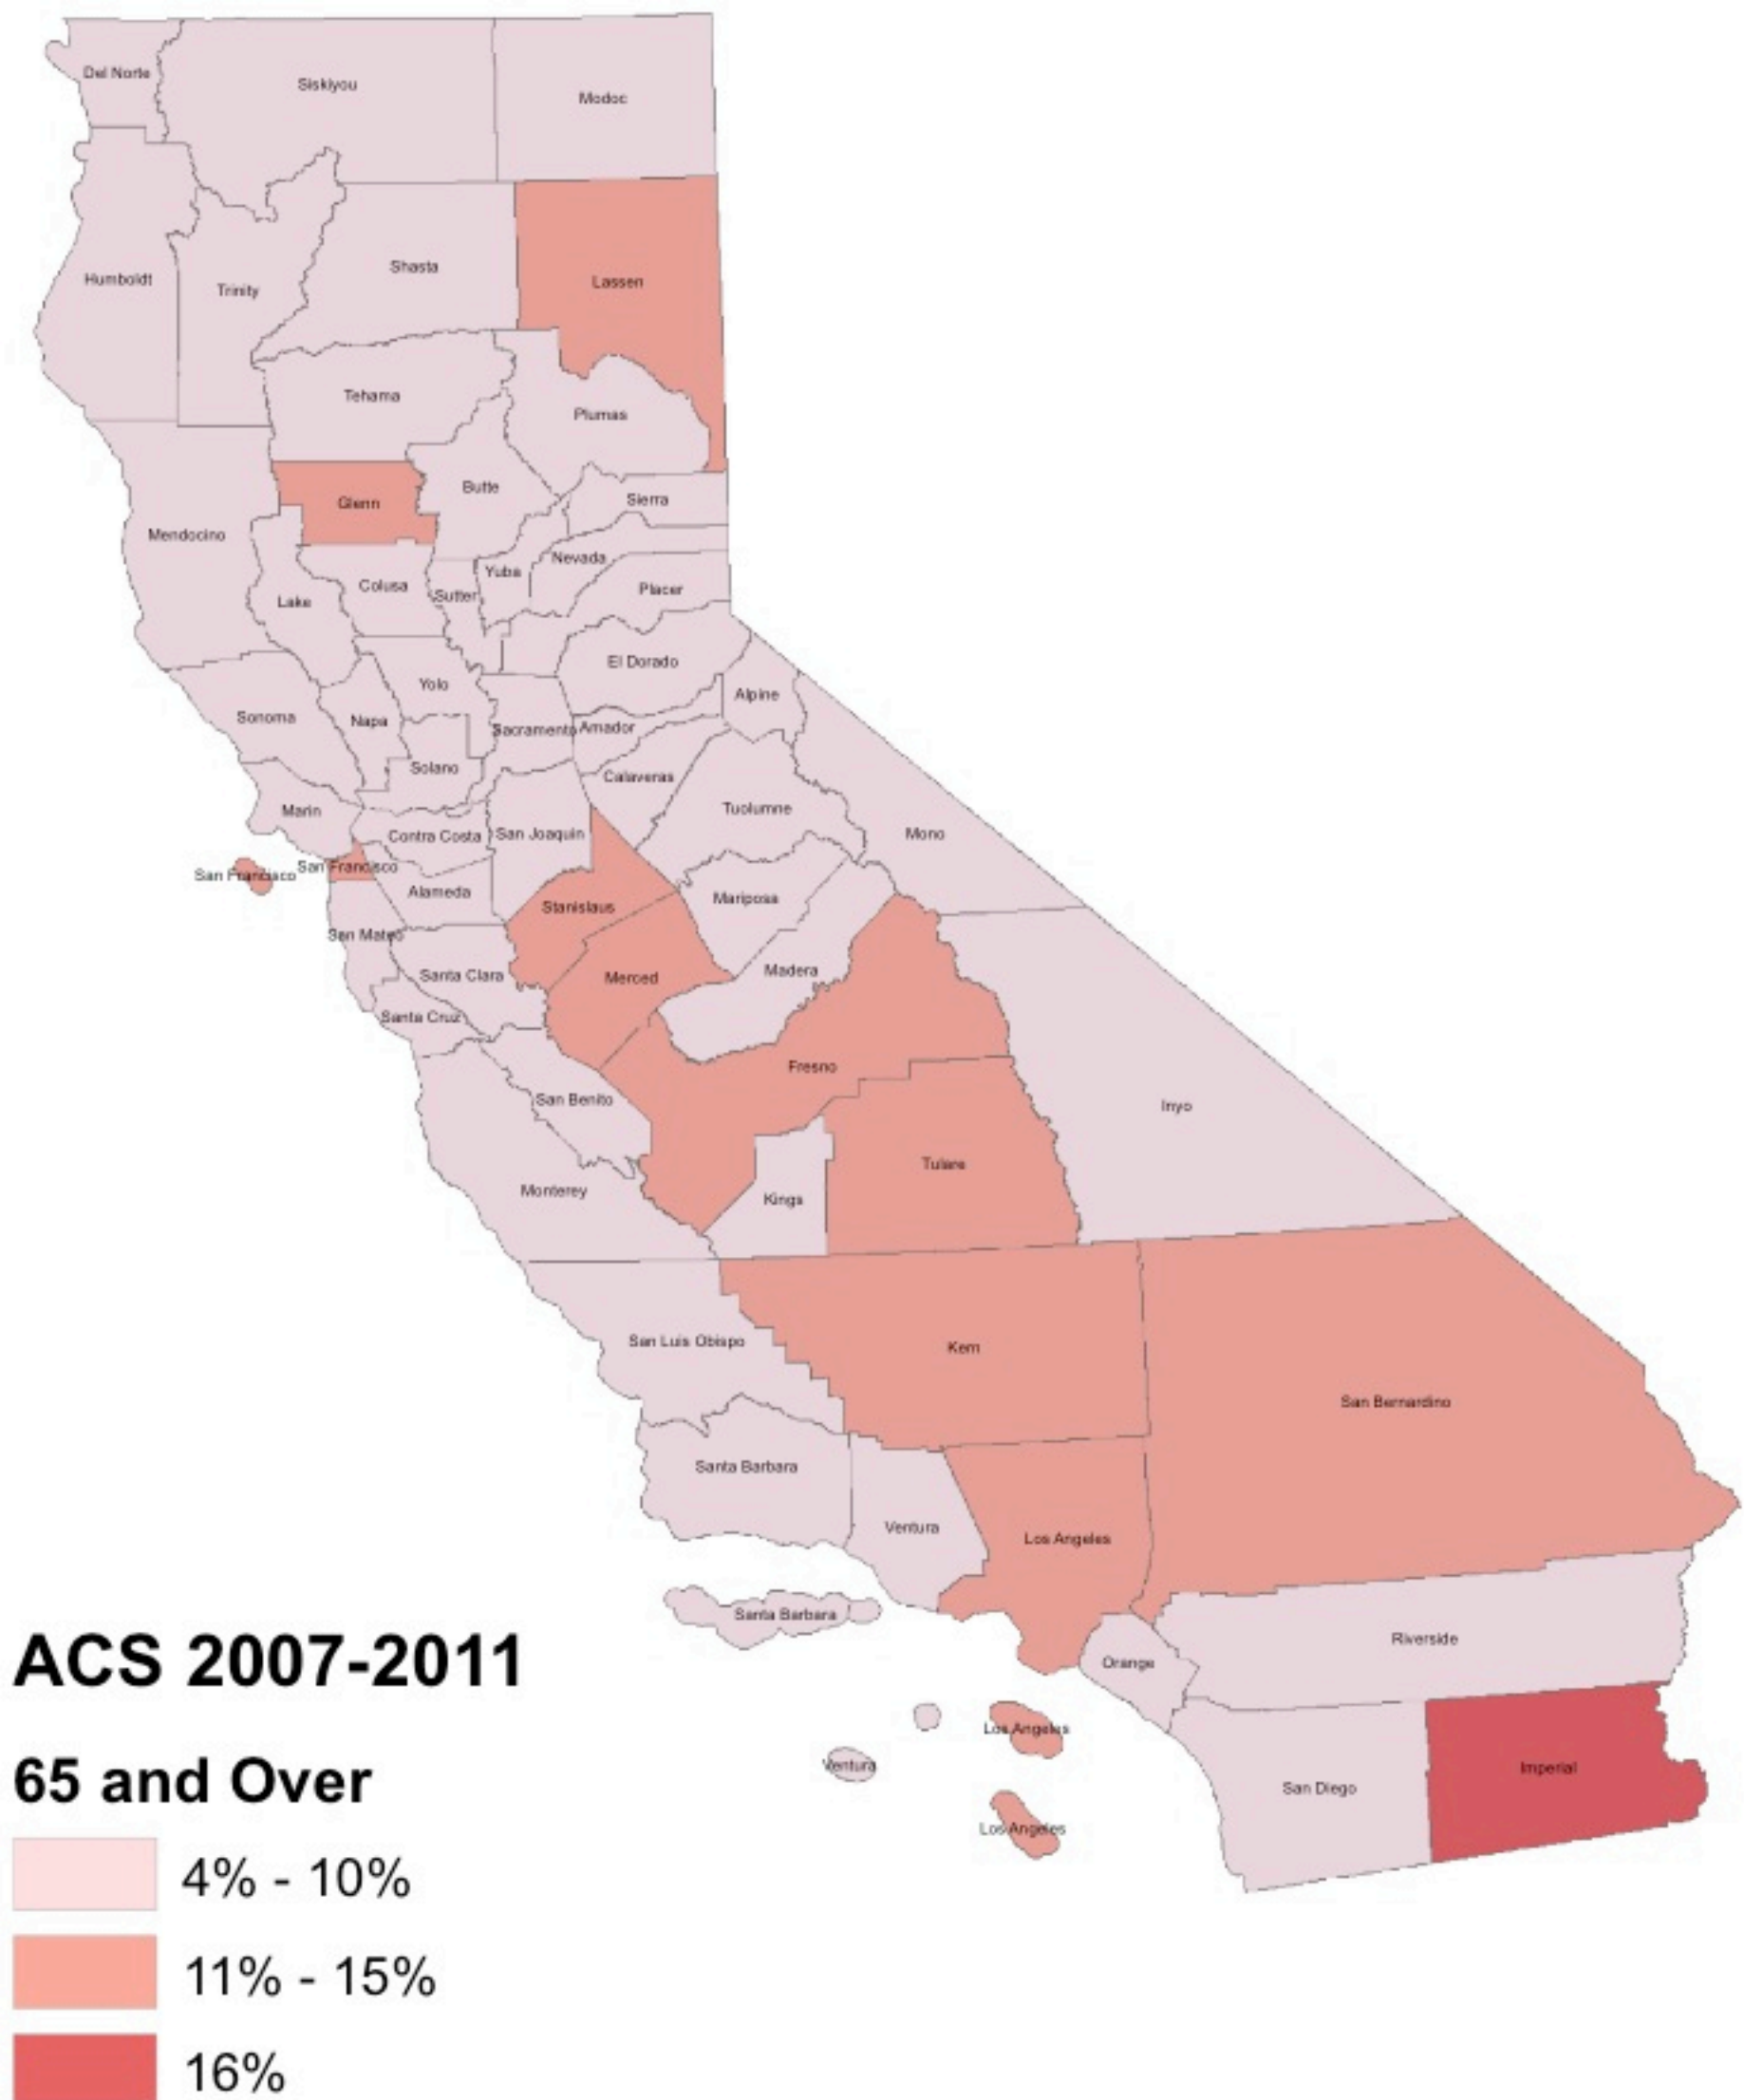 Del Norte
Siskiyou
Modoc
Humboldt
Trinity
Shasta
Lassen
Tehama
Plumas
Glenn
Butte
Sierra
Mendocino
Nevada
Yuba
Colusa
Placer
Sutter
Lake
El Dorado
Yolo
Alpine
Sonoma
Napa
Sacramento
Amador
Solano
Calaveras
Marin
Tuolumne
Contra Costa
San Joaquin
Mono
San Francisco
San Francisco
Alameda
Mariposa
Stanislaus
San Mateo
Santa Clara
Merced
Madera
Santa Cruz
Fresno
San Benito
Inyo
Tulare
Monterey
Kings
San Luis Obispo
Kern
San Bernardino
Santa Barbara
Ventura
Los Angeles
Santa Barbara
Riverside
Orange
Los Angeles
Ventura
Imperial
San Diego
Los Angeles
ACS 2007-2011
65 and Over
4% - 10%
11% - 15%
16%